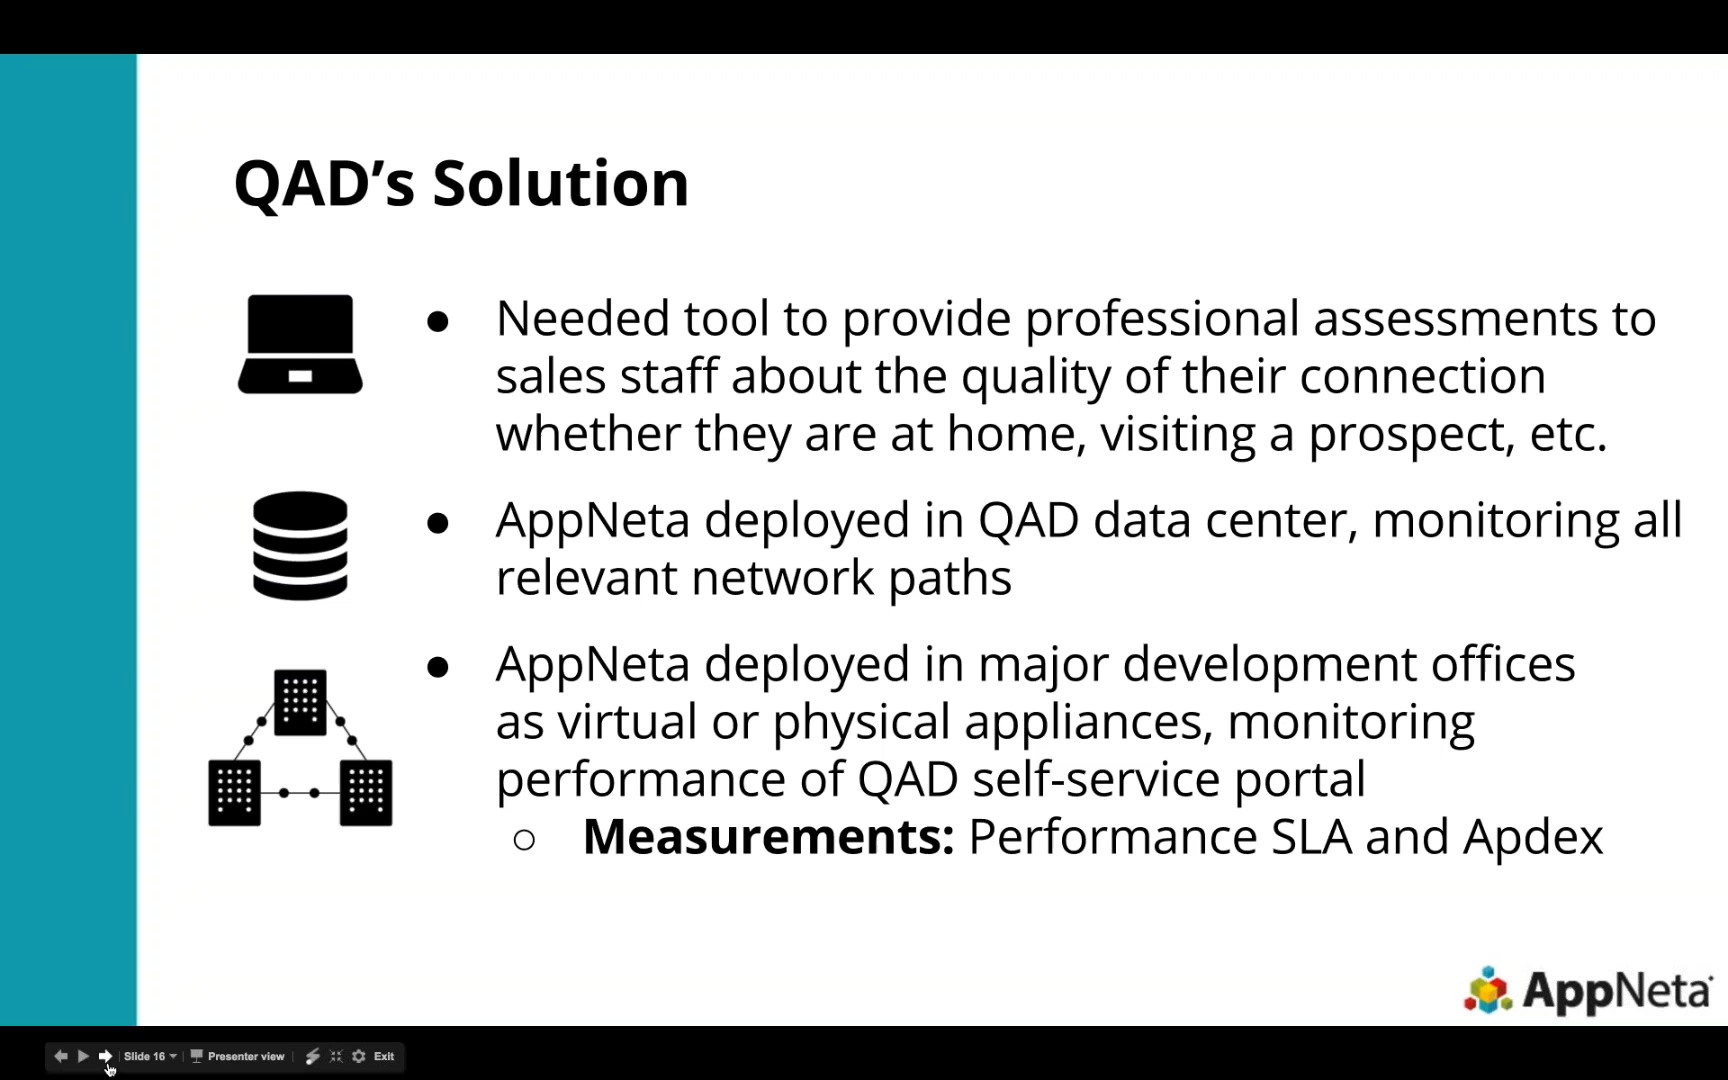 QAD’s Solution
● Needed tool to provide professional assessments to
sales staff about the quality of their connection
whether they are at home, visiting a prospect, etc.
● AppNeta deployed in QAD data center, monitoring all
relevant network paths
● AppNeta deployed in major development offices
as virtual or physical appliances, monitoring
performance of QAD self-service portal
○ Measurements: Performance SLA and Apdex
AppNeta
Slide 16 Presenter view Exit